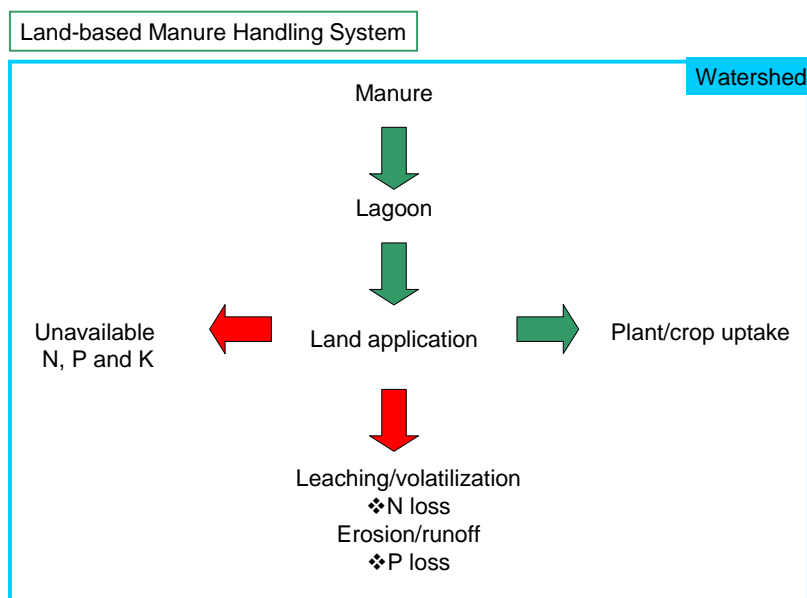 Land-based Manure Handling System
Watershed
Manure
Lagoon
Unavailable
N, P and K
Land application
Plant/crop uptake
Leaching/volatilization
❖N loss
Erosion/runoff
❖P loss